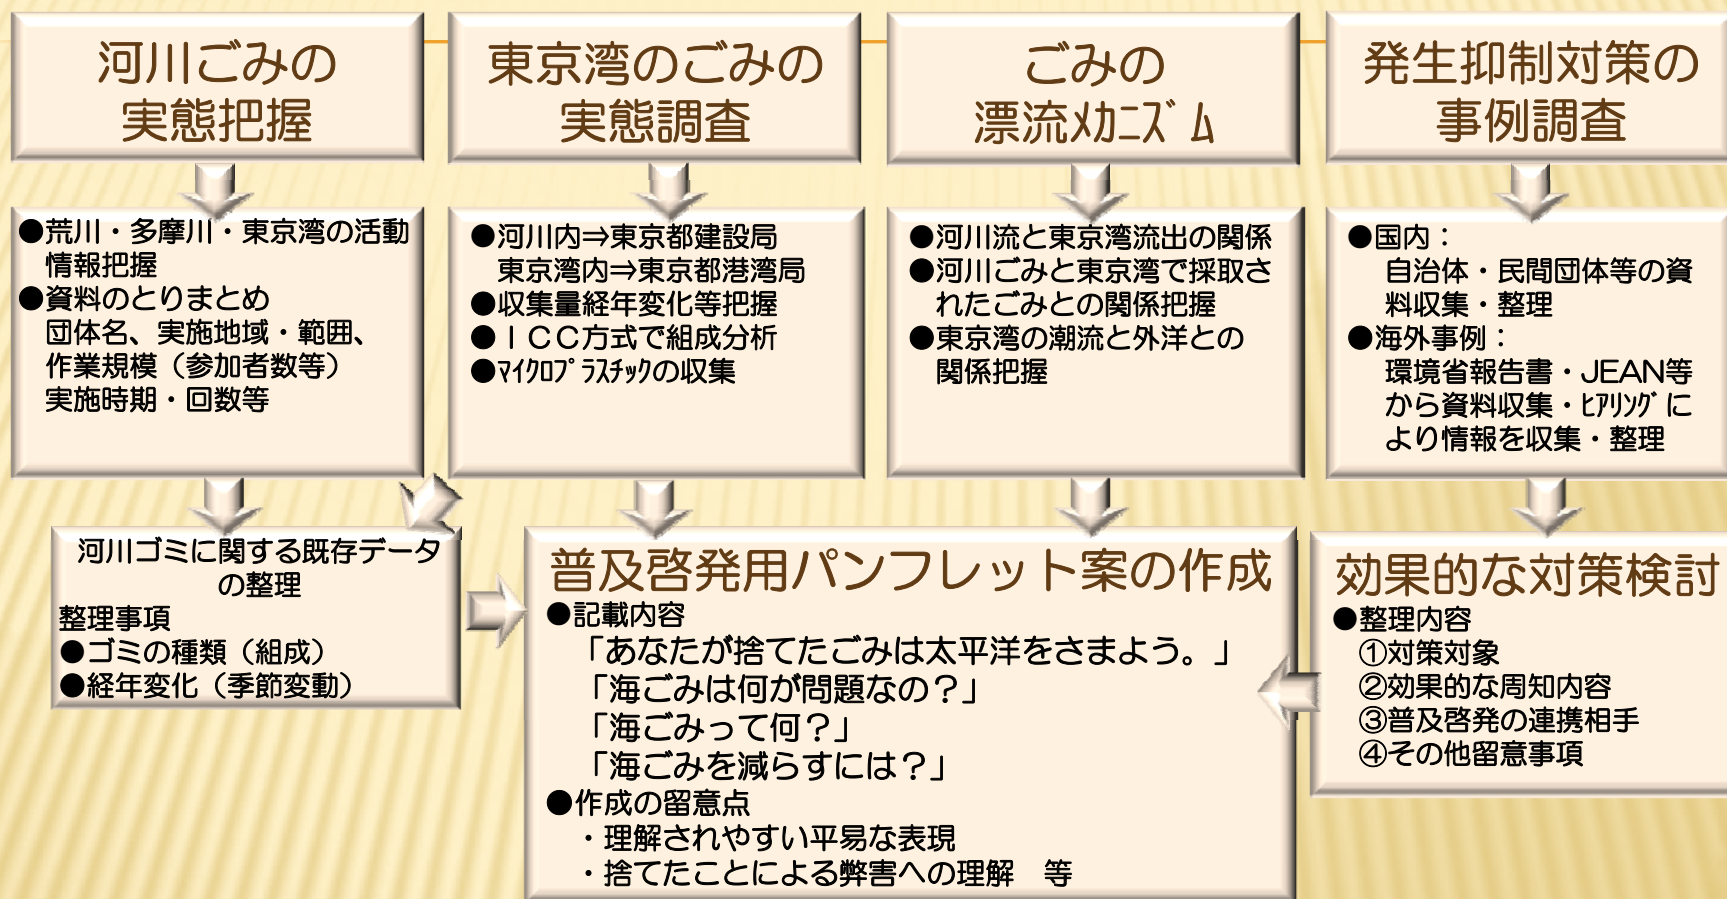 河川ごみの
実態把握
東京湾のごみの
実態調査
ごみの
漂流ﾒｶﾆｽﾞﾑ
発生抑制対策の
事例調査
●荒川・多摩川・東京湾の活動
情報把握
●資料のとりまとめ
団体名、実施地域・範囲、
作業規模（参加者数等）
実施時期・回数等
●河川内⇒東京都建設局
東京湾内⇒東京都港湾局
●収集量経年変化等把握
●ＩＣＣ方式で組成分析
●ﾏｲｸﾛﾌﾟﾗｽﾁｯｸの収集
●河川流と東京湾流出の関係
●河川ごみと東京湾で採取さ
れたごみとの関係把握
●東京湾の潮流と外洋との
関係把握
●国内：
自治体・民間団体等の資
料収集・整理
●海外事例：
環境省報告書・JEAN等
から資料収集・ﾋｱﾘﾝｸﾞに
より情報を収集・整理
河川ゴミに関する既存データ
の整理
整理事項
●ゴミの種類（組成）
●経年変化（季節変動）
普及啓発用パンフレット案の作成
●記載内容
「あなたが捨てたごみは太平洋をさまよう。」
「海ごみは何が問題なの？」
「海ごみって何？」
「海ごみを減らすには？」
●作成の留意点
・理解されやすい平易な表現
・捨てたことによる弊害への理解　等
効果的な対策検討
●整理内容
①対策対象
②効果的な周知内容
③普及啓発の連携相手
④その他留意事項